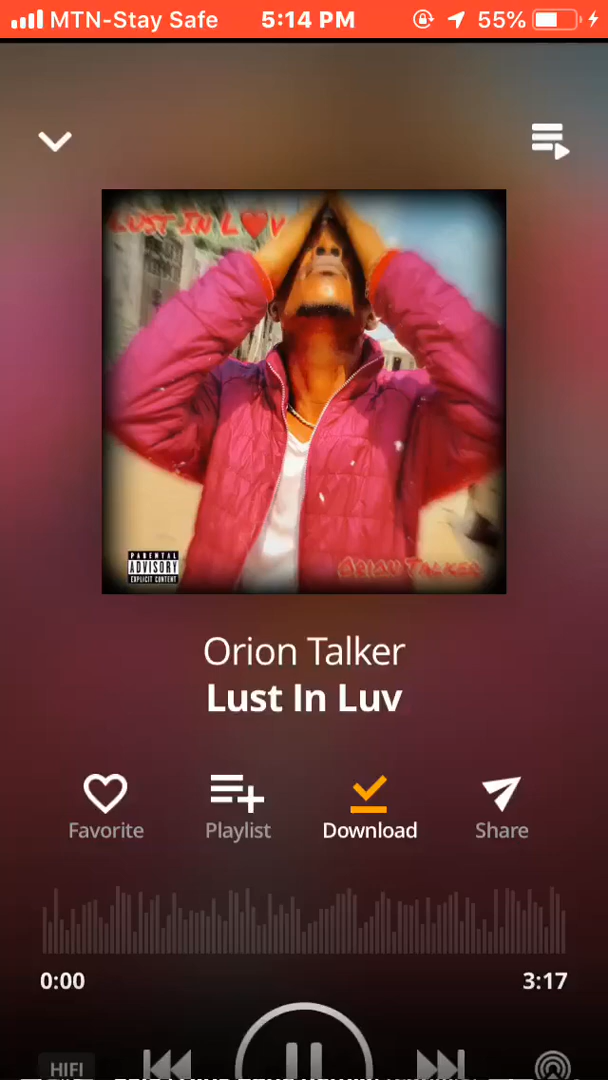 MTN-Stay Safe 5:14 PM 55%
LUST IN L❤V
PARENTAL
ADVISORY
EXPLICIT CONTENT
ORION TALKER
Orion Talker
Lust In Luv
Favorite Playlist Download Share
0:00 3:17
HIFI